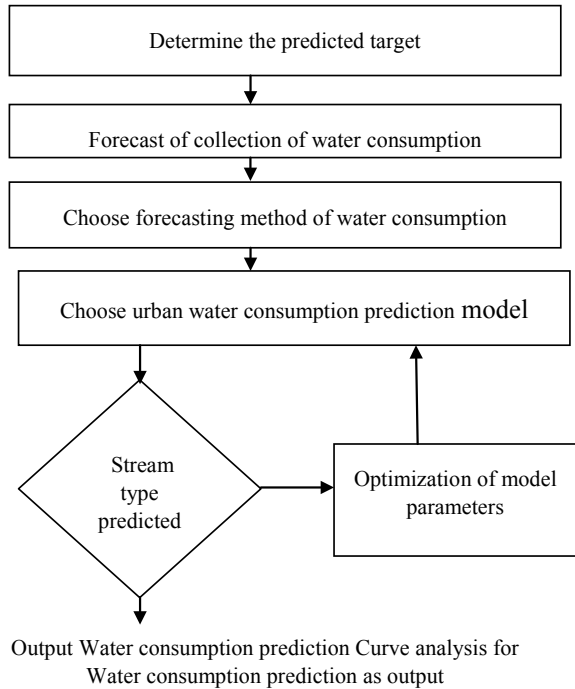 Determine the predicted target
Forecast of collection of water consumption
Choose forecasting method of water consumption
Choose urban water consumption prediction model
Stream
type
predicted
Optimization of model
parameters
Output Water consumption prediction Curve analysis for
Water consumption prediction as output